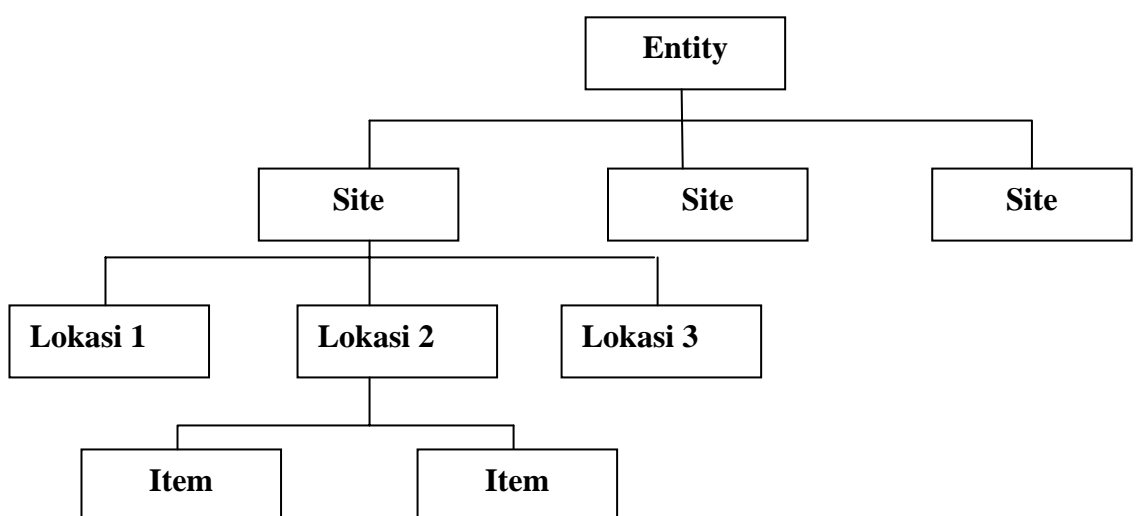 Entity
Site
Site
Site
Lokasi 1
Lokasi 2
Lokasi 3
Item
Item